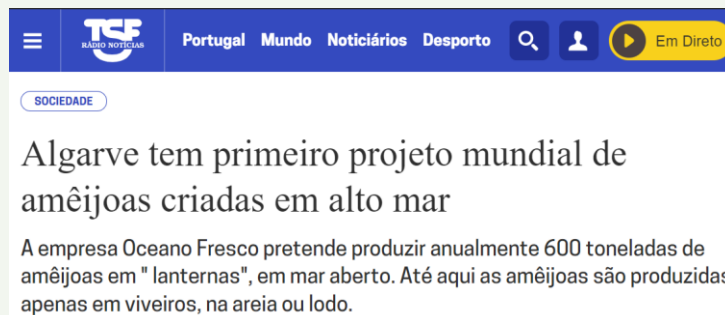 TSF
RÁDIO NOTÍCIAS
Portugal Mundo Noticiários Desporto
Em Direto
SOCIEDADE
Algarve tem primeiro projeto mundial de
amêijoas criadas em alto mar
A empresa Oceano Fresco pretende produzir anualmente 600 toneladas de
amêijoas em " lanternas", em mar aberto. Até aqui as amêijoas são produzidas
apenas em viveiros, na areia ou lodo.